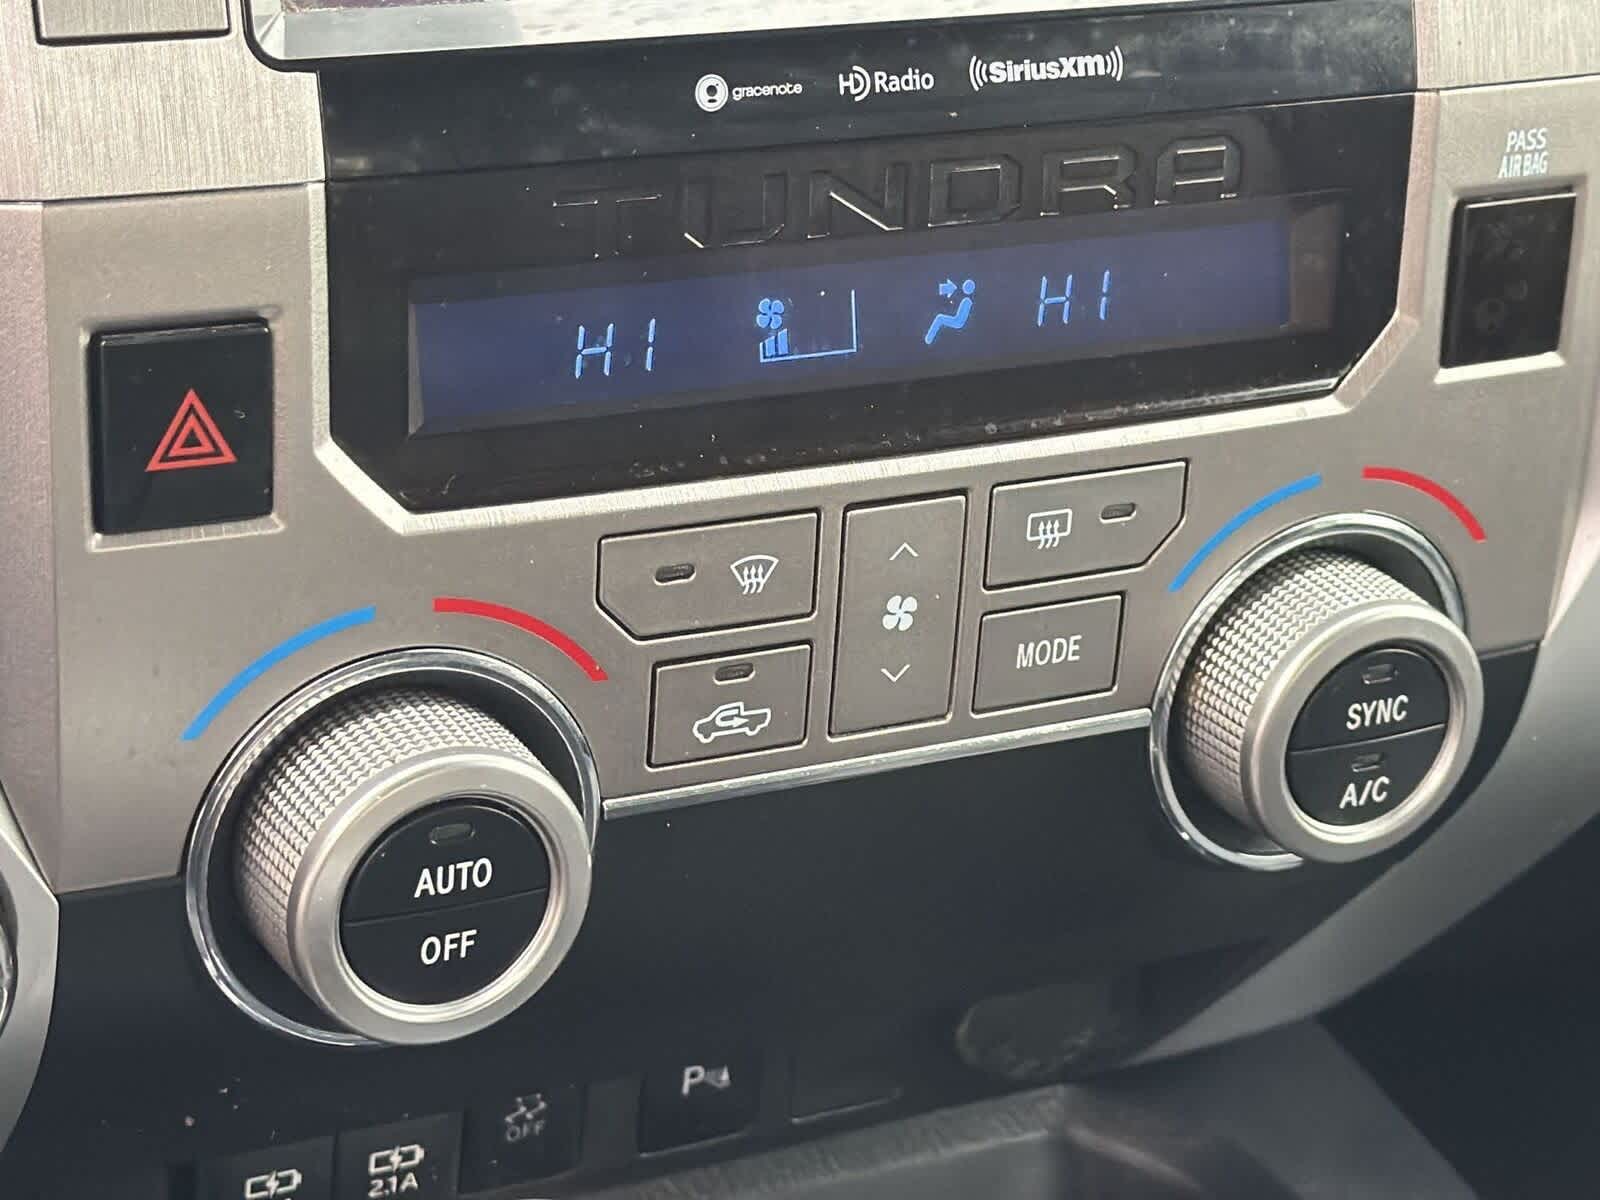 gracenote HD Radio ((SiriusXM))
PASS
AIR BAG
TUNDRA
HI HI
MODE
SYNC
A/C
AUTO
OFF
P
OFF
2.1A